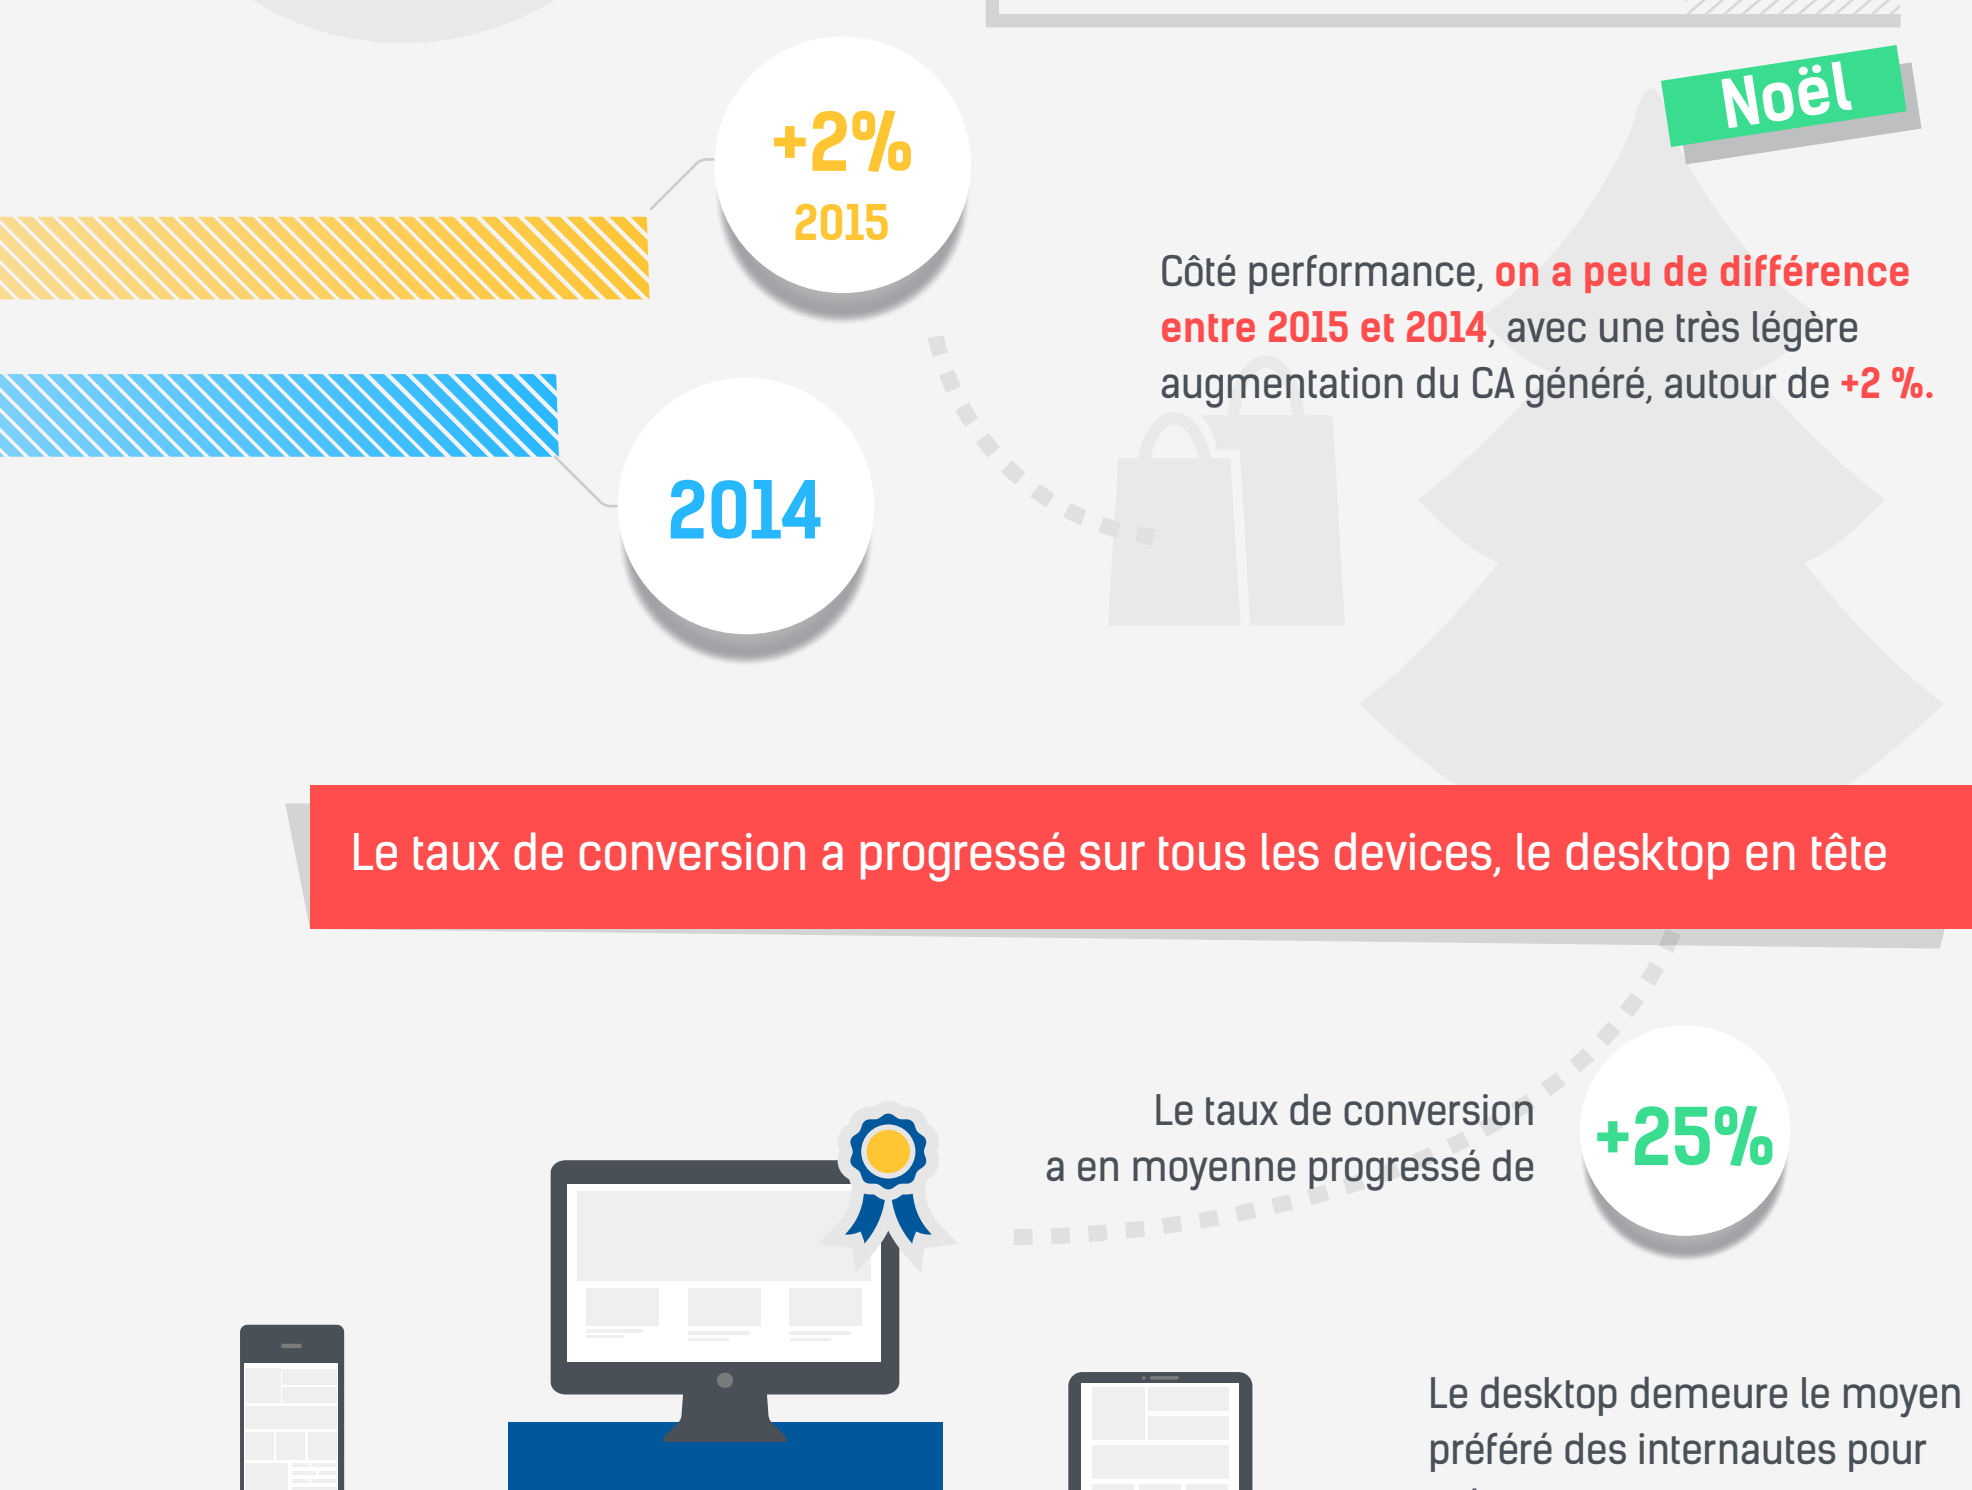 Noël
+2%
2015
Côté performance, on a peu de différence
entre 2015 et 2014, avec une très légère
augmentation du CA généré, autour de +2 %.
2014
Le taux de conversion a progressé sur tous les devices, le desktop en tête
Le taux de conversion
a en moyenne progressé de
+25%
Le desktop demeure le moyen
préféré des internautes pour